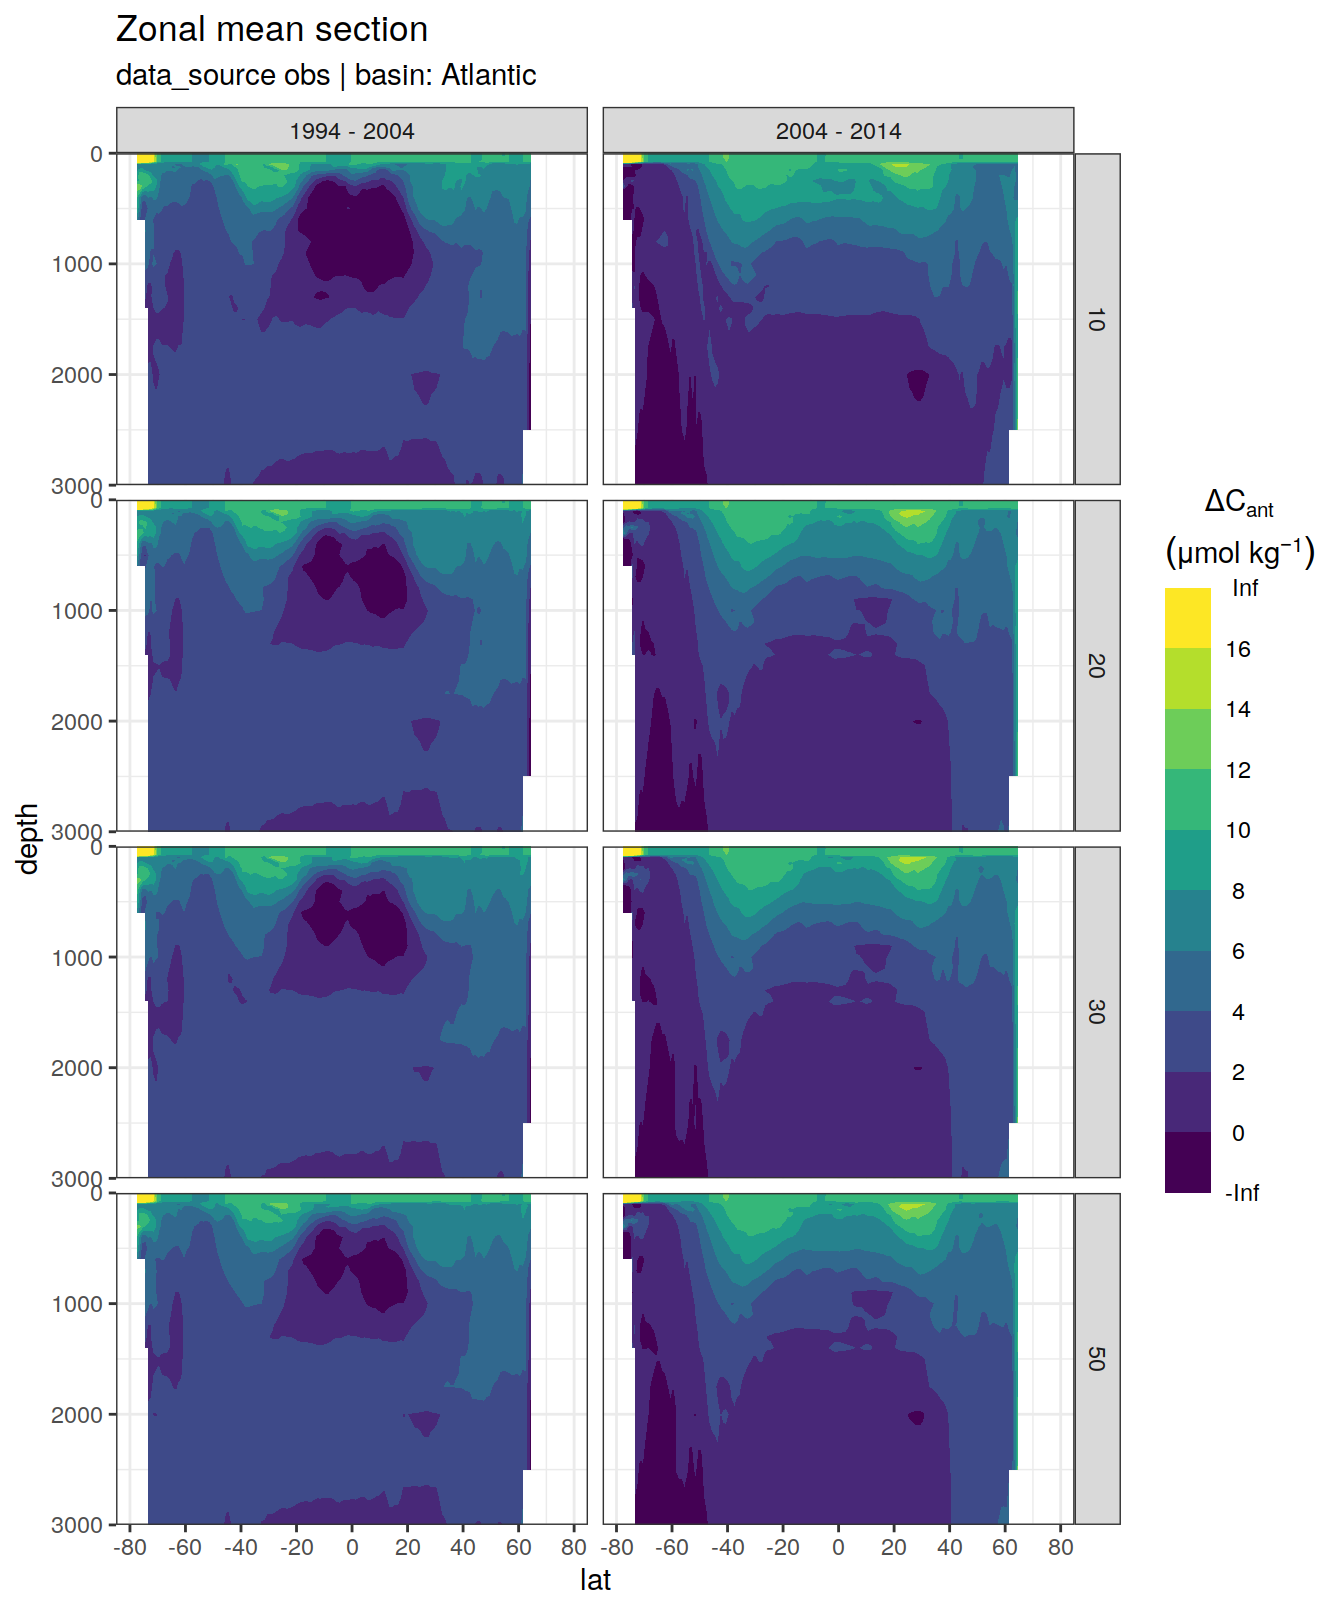 Zonal mean section
data_source obs | basin: Atlantic
1994 - 2004
2004 - 2014
0
1000
2000
3000
10
0
1000
2000
3000
20
0
1000
2000
3000
30
0
1000
2000
3000
50
depth
-80 -60 -40 -20 0 20 40 60 80
-80 -60 -40 -20 0 20 40 60 80
lat
ΔCant
(μmol kg⁻¹)
Inf
16
14
12
10
8
6
4
2
0
-Inf